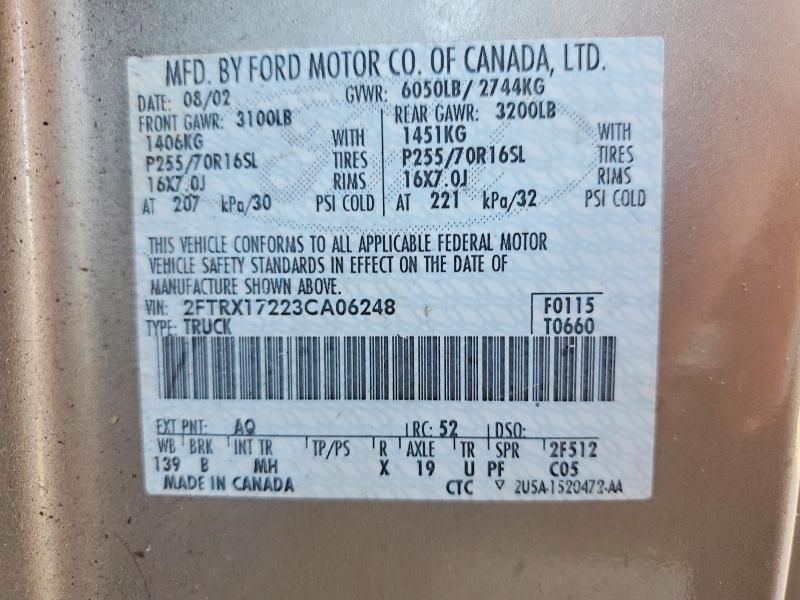 MFD. BY FORD MOTOR CO. OF CANADA, LTD.
DATE: 08/02 GVWR: 6050LB/ 2744KG
FRONT GAWR: 3100LB REAR GAWR: 3200LB
1406KG WITH 1451KG WITH
P255/70R16SL TIRES P255/70R16SL TIRES
16X7.0J RIMS 16X7.0J RIMS
AT 207 kPa/30 PSI COLD AT 221 kPa/32 PSI COLD
THIS VEHICLE CONFORMS TO ALL APPLICABLE FEDERAL MOTOR
VEHICLE SAFETY STANDARDS IN EFFECT ON THE DATE OF
MANUFACTURE SHOWN ABOVE.
VIN: 2FTRX17223CA06248 F0115
TYPE: TRUCK T0660
EXT PNT: AQ RC: 52 DSO:
WB BRK INT TR TP/PS R AXLE TR SPR 2F512
139 B MH X 19 U PF C05
MADE IN CANADA CTC ▽ 2U5A-1520472-AA